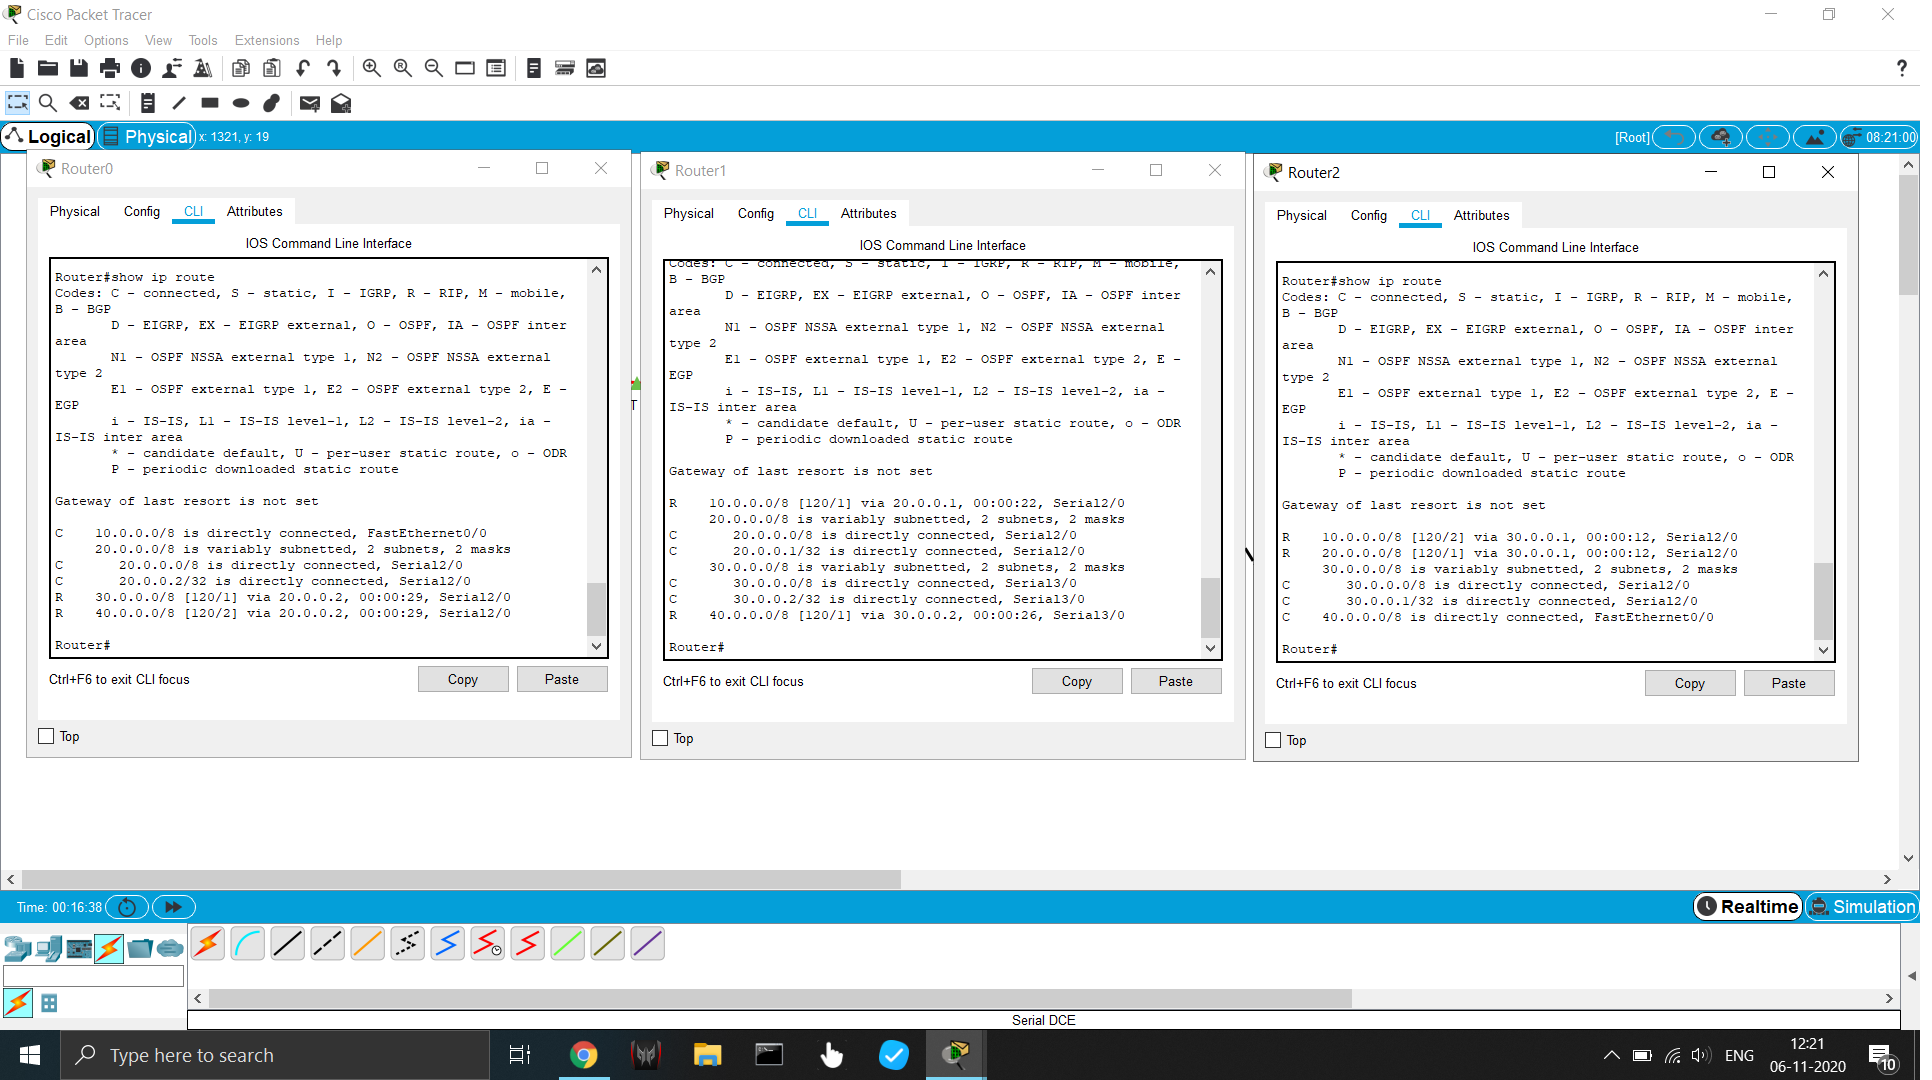 Cisco Packet Tracer
File Edit Options View Tools Extensions Help
Logical Physical x: 1321, y: 19 [Root] 08:21:00
Router0
Physical Config CLI Attributes
IOS Command Line Interface
Router#show ip route
Codes: C - connected, S - static, I - IGRP, R - RIP, M - mobile,
B - BGP
D - EIGRP, EX - EIGRP external, O - OSPF, IA - OSPF inter
area
N1 - OSPF NSSA external type 1, N2 - OSPF NSSA external
type 2
E1 - OSPF external type 1, E2 - OSPF external type 2, E -
EGP
i - IS-IS, L1 - IS-IS level-1, L2 - IS-IS level-2, ia -
IS-IS inter area
* - candidate default, U - per-user static route, o - ODR
P - periodic downloaded static route
Gateway of last resort is not set
C 10.0.0.0/8 is directly connected, FastEthernet0/0
20.0.0.0/8 is variably subnetted, 2 subnets, 2 masks
C 20.0.0.0/8 is directly connected, Serial2/0
C 20.0.0.2/32 is directly connected, Serial2/0
R 30.0.0.0/8 [120/1] via 20.0.0.2, 00:00:29, Serial2/0
R 40.0.0.0/8 [120/2] via 20.0.0.2, 00:00:29, Serial2/0
Router#
Ctrl+F6 to exit CLI focus
Copy Paste
Top
T
Router1
Physical Config CLI Attributes
IOS Command Line Interface
Codes: C - connected, S - static, I - IGRP, R - RIP, M - mobile,
B - BGP
D - EIGRP, EX - EIGRP external, O - OSPF, IA - OSPF inter
area
N1 - OSPF NSSA external type 1, N2 - OSPF NSSA external
type 2
E1 - OSPF external type 1, E2 - OSPF external type 2, E -
EGP
i - IS-IS, L1 - IS-IS level-1, L2 - IS-IS level-2, ia -
IS-IS inter area
* - candidate default, U - per-user static route, o - ODR
P - periodic downloaded static route
Gateway of last resort is not set
R 10.0.0.0/8 [120/1] via 20.0.0.1, 00:00:22, Serial2/0
20.0.0.0/8 is variably subnetted, 2 subnets, 2 masks
C 20.0.0.0/8 is directly connected, Serial2/0
C 20.0.0.1/32 is directly connected, Serial2/0
30.0.0.0/8 is variably subnetted, 2 subnets, 2 masks
C 30.0.0.0/8 is directly connected, Serial3/0
C 30.0.0.2/32 is directly connected, Serial3/0
R 40.0.0.0/8 [120/1] via 30.0.0.2, 00:00:26, Serial3/0
Router#
Ctrl+F6 to exit CLI focus
Copy Paste
Top
Router2
Physical Config CLI Attributes
IOS Command Line Interface
Router#show ip route
Codes: C - connected, S - static, I - IGRP, R - RIP, M - mobile,
B - BGP
D - EIGRP, EX - EIGRP external, O - OSPF, IA - OSPF inter
area
N1 - OSPF NSSA external type 1, N2 - OSPF NSSA external
type 2
E1 - OSPF external type 1, E2 - OSPF external type 2, E -
EGP
i - IS-IS, L1 - IS-IS level-1, L2 - IS-IS level-2, ia -
IS-IS inter area
* - candidate default, U - per-user static route, o - ODR
P - periodic downloaded static route
Gateway of last resort is not set
R 10.0.0.0/8 [120/2] via 30.0.0.1, 00:00:12, Serial2/0
R 20.0.0.0/8 [120/1] via 30.0.0.1, 00:00:12, Serial2/0
30.0.0.0/8 is variably subnetted, 2 subnets, 2 masks
C 30.0.0.0/8 is directly connected, Serial2/0
C 30.0.0.1/32 is directly connected, Serial2/0
C 40.0.0.0/8 is directly connected, FastEthernet0/0
Router#
Ctrl+F6 to exit CLI focus
Copy Paste
Top
Time: 00:16:38 Realtime Simulation
Serial DCE
Type here to search
ENG
12:21
06-11-2020
10